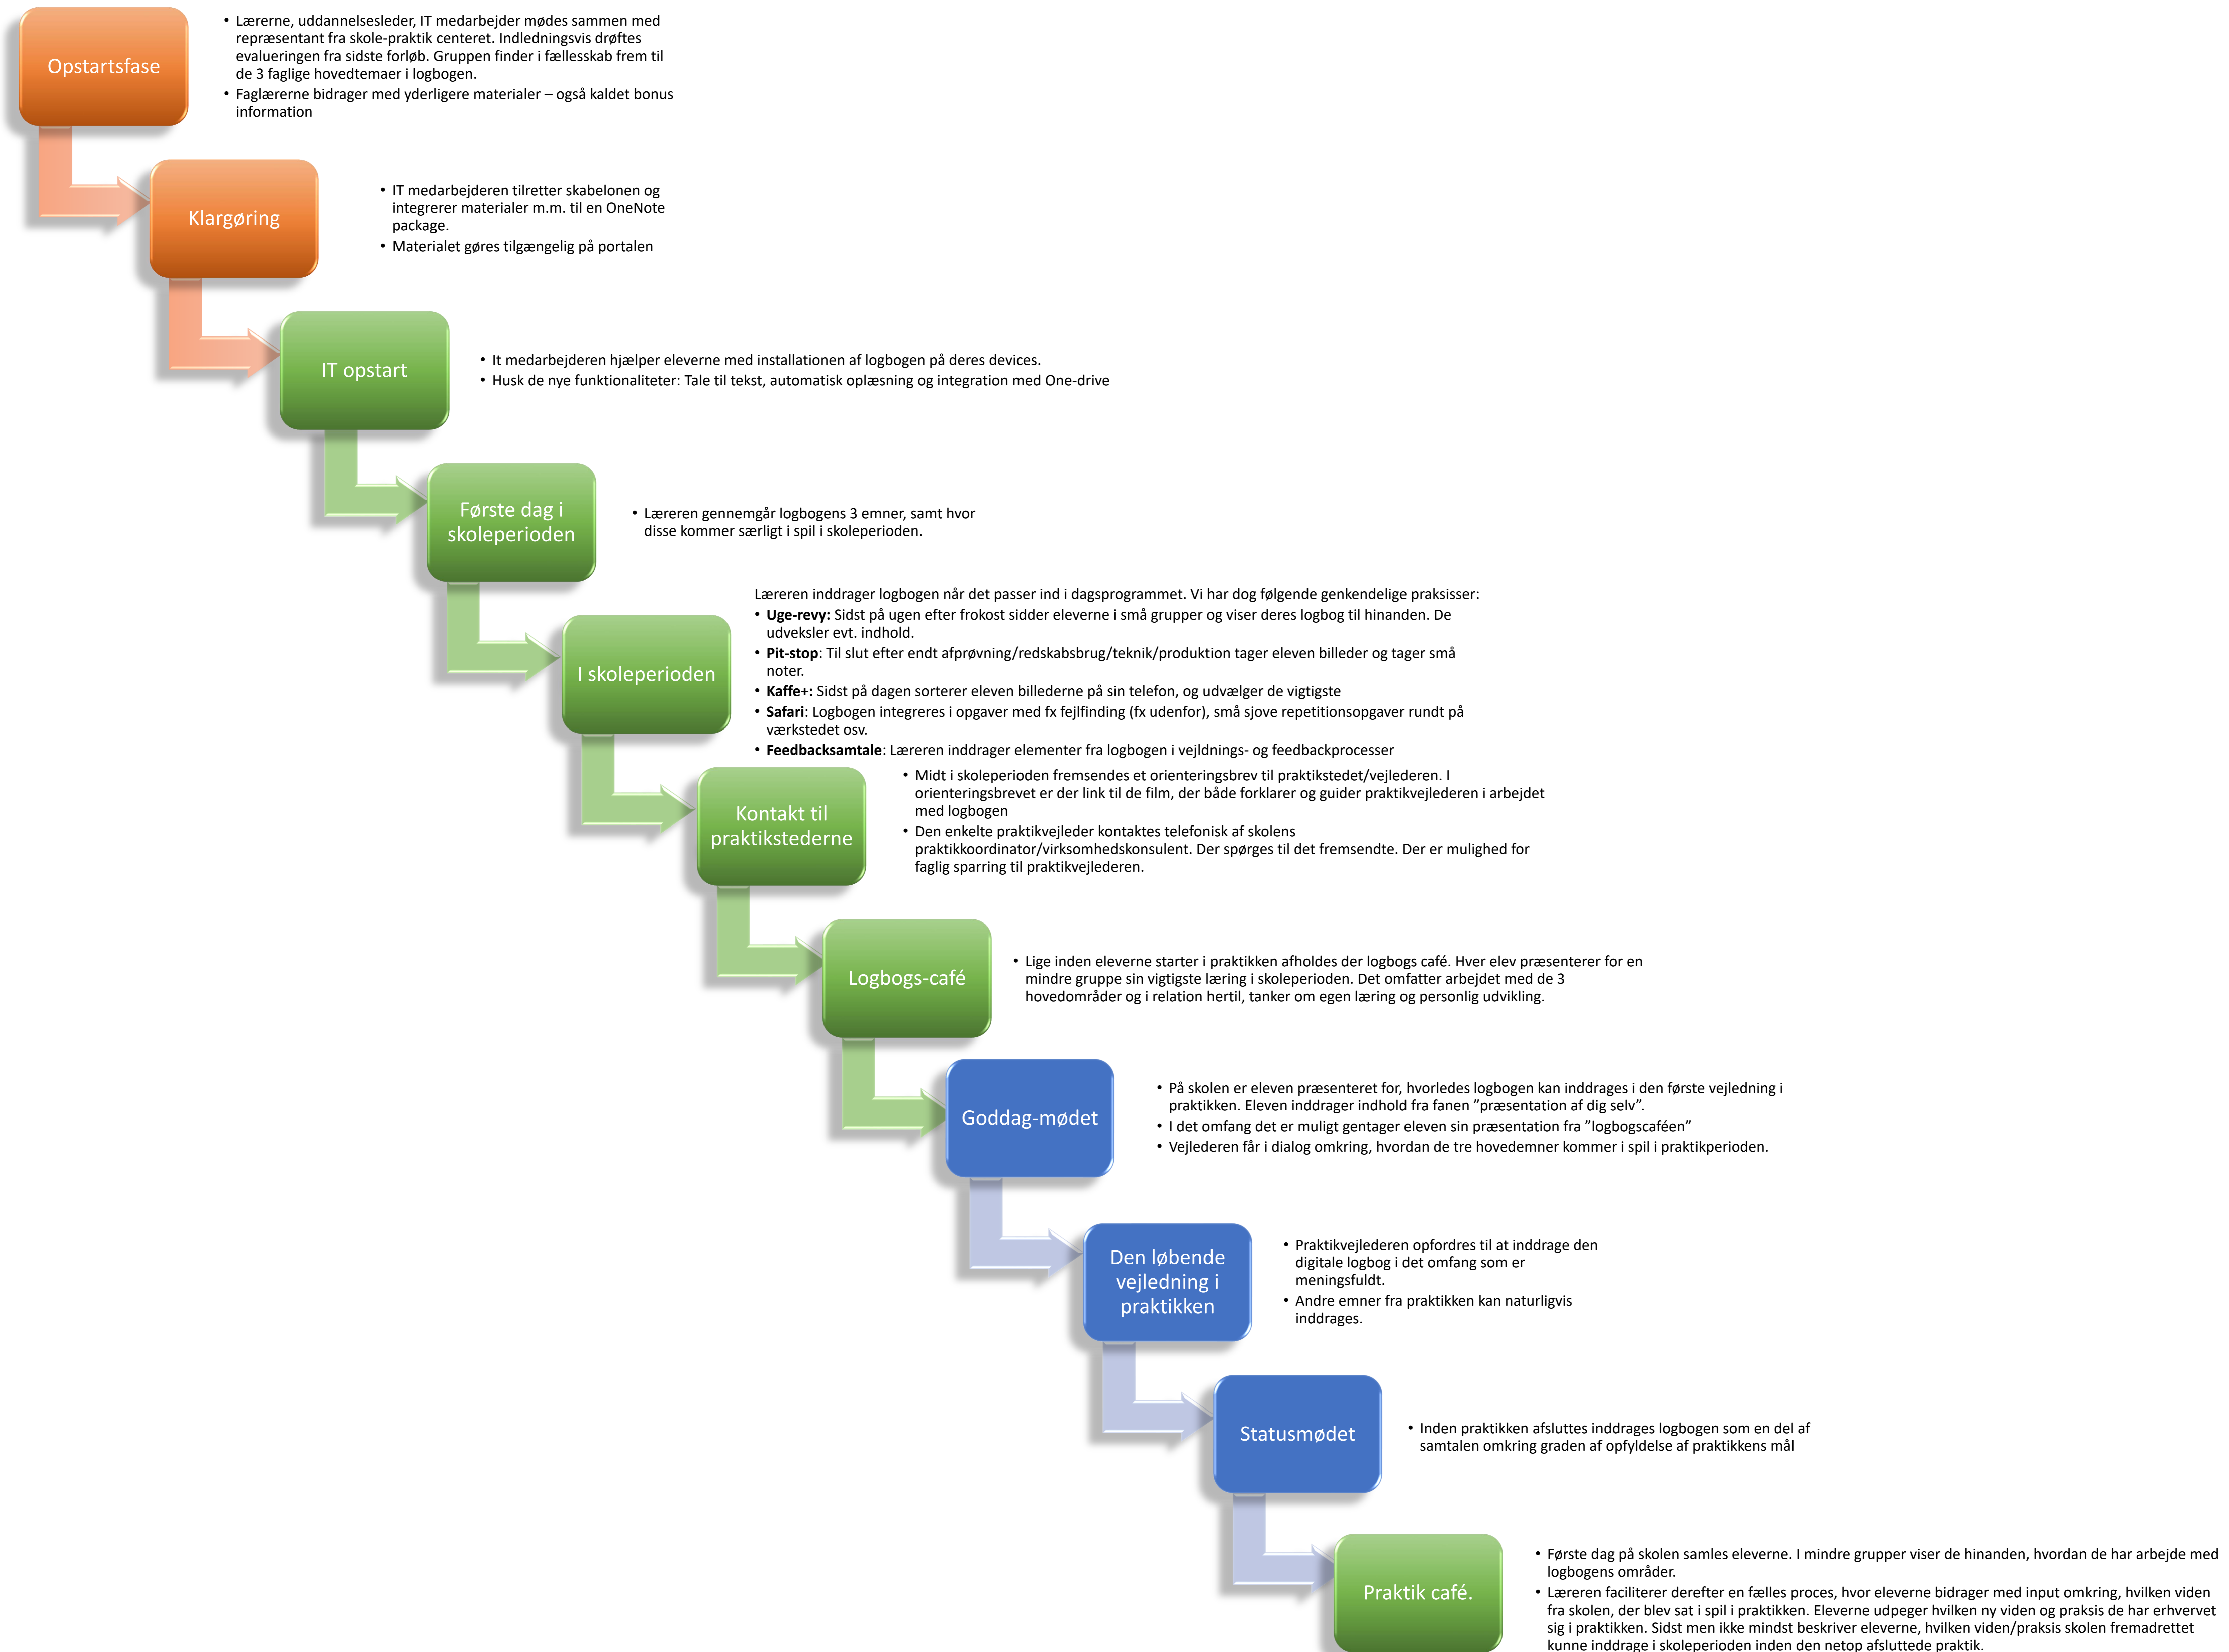 Opstartsfase
• Lærerne, uddannelsesleder, IT medarbejder mødes sammen med
repræsentant fra skole-praktik centeret. Indledningsvis drøftes
evalueringen fra sidste forløb. Gruppen finder i fællesskab frem til
de 3 faglige hovedtemaer i logbogen.
• Faglærerne bidrager med yderligere materialer – også kaldet bonus
information
Klargøring
• IT medarbejderen tilretter skabelonen og
integrerer materialer m.m. til en OneNote
package.
• Materialet gøres tilgængelig på portalen
IT opstart
• It medarbejderen hjælper eleverne med installationen af logbogen på deres devices.
• Husk de nye funktionaliteter: Tale til tekst, automatisk oplæsning og integration med One-drive
Første dag i
skoleperioden
• Læreren gennemgår logbogens 3 emner, samt hvor
disse kommer særligt i spil i skoleperioden.
I skoleperioden
Læreren inddrager logbogen når det passer ind i dagsprogrammet. Vi har dog følgende genkendelige praksisser:
• Uge-revy: Sidst på ugen efter frokost sidder eleverne i små grupper og viser deres logbog til hinanden. De
udveksler evt. indhold.
• Pit-stop: Til slut efter endt afprøvning/redskabsbrug/teknik/produktion tager eleven billeder og tager små
noter.
• Kaffe+: Sidst på dagen sorterer eleven billederne på sin telefon, og udvælger de vigtigste
• Safari: Logbogen integreres i opgaver med fx fejlfinding (fx udenfor), små sjove repetitionsopgaver rundt på
værkstedet osv.
• Feedbacksamtale: Læreren inddrager elementer fra logbogen i vejldnings- og feedbackprocesser
Kontakt til
praktikstederne
• Midt i skoleperioden fremsendes et orienteringsbrev til praktikstedet/vejlederen. I
orienteringsbrevet er der link til de film, der både forklarer og guider praktikvejlederen i arbejdet
med logbogen
• Den enkelte praktikvejleder kontaktes telefonisk af skolens
praktikkoordinator/virksomhedskonsulent. Der spørges til det fremsendte. Der er mulighed for
faglig sparring til praktikvejlederen.
Logbogs-café
• Lige inden eleverne starter i praktikken afholdes der logbogs café. Hver elev præsenterer for en
mindre gruppe sin vigtigste læring i skoleperioden. Det omfatter arbejdet med de 3
hovedområder og i relation hertil, tanker om egen læring og personlig udvikling.
Goddag-mødet
• På skolen er eleven præsenteret for, hvorledes logbogen kan inddrages i den første vejledning i
praktikken. Eleven inddrager indhold fra fanen ”præsentation af dig selv”.
• I det omfang det er muligt gentager eleven sin præsentation fra ”logbogscaféen”
• Vejlederen får i dialog omkring, hvordan de tre hovedemner kommer i spil i praktikperioden.
Den løbende
vejledning i
praktikken
• Praktikvejlederen opfordres til at inddrage den
digitale logbog i det omfang som er
meningsfuldt.
• Andre emner fra praktikken kan naturligvis
inddrages.
Statusmødet
• Inden praktikken afsluttes inddrages logbogen som en del af
samtalen omkring graden af opfyldelse af praktikkens mål
Praktik café.
• Første dag på skolen samles eleverne. I mindre grupper viser de hinanden, hvordan de har arbejde med
logbogens områder.
• Læreren faciliterer derefter en fælles proces, hvor eleverne bidrager med input omkring, hvilken viden
fra skolen, der blev sat i spil i praktikken. Eleverne udpeger hvilken ny viden og praksis de har erhvervet
sig i praktikken. Sidst men ikke mindst beskriver eleverne, hvilken viden/praksis skolen fremadrettet
kunne inddrage i skoleperioden inden den netop afsluttede praktik.